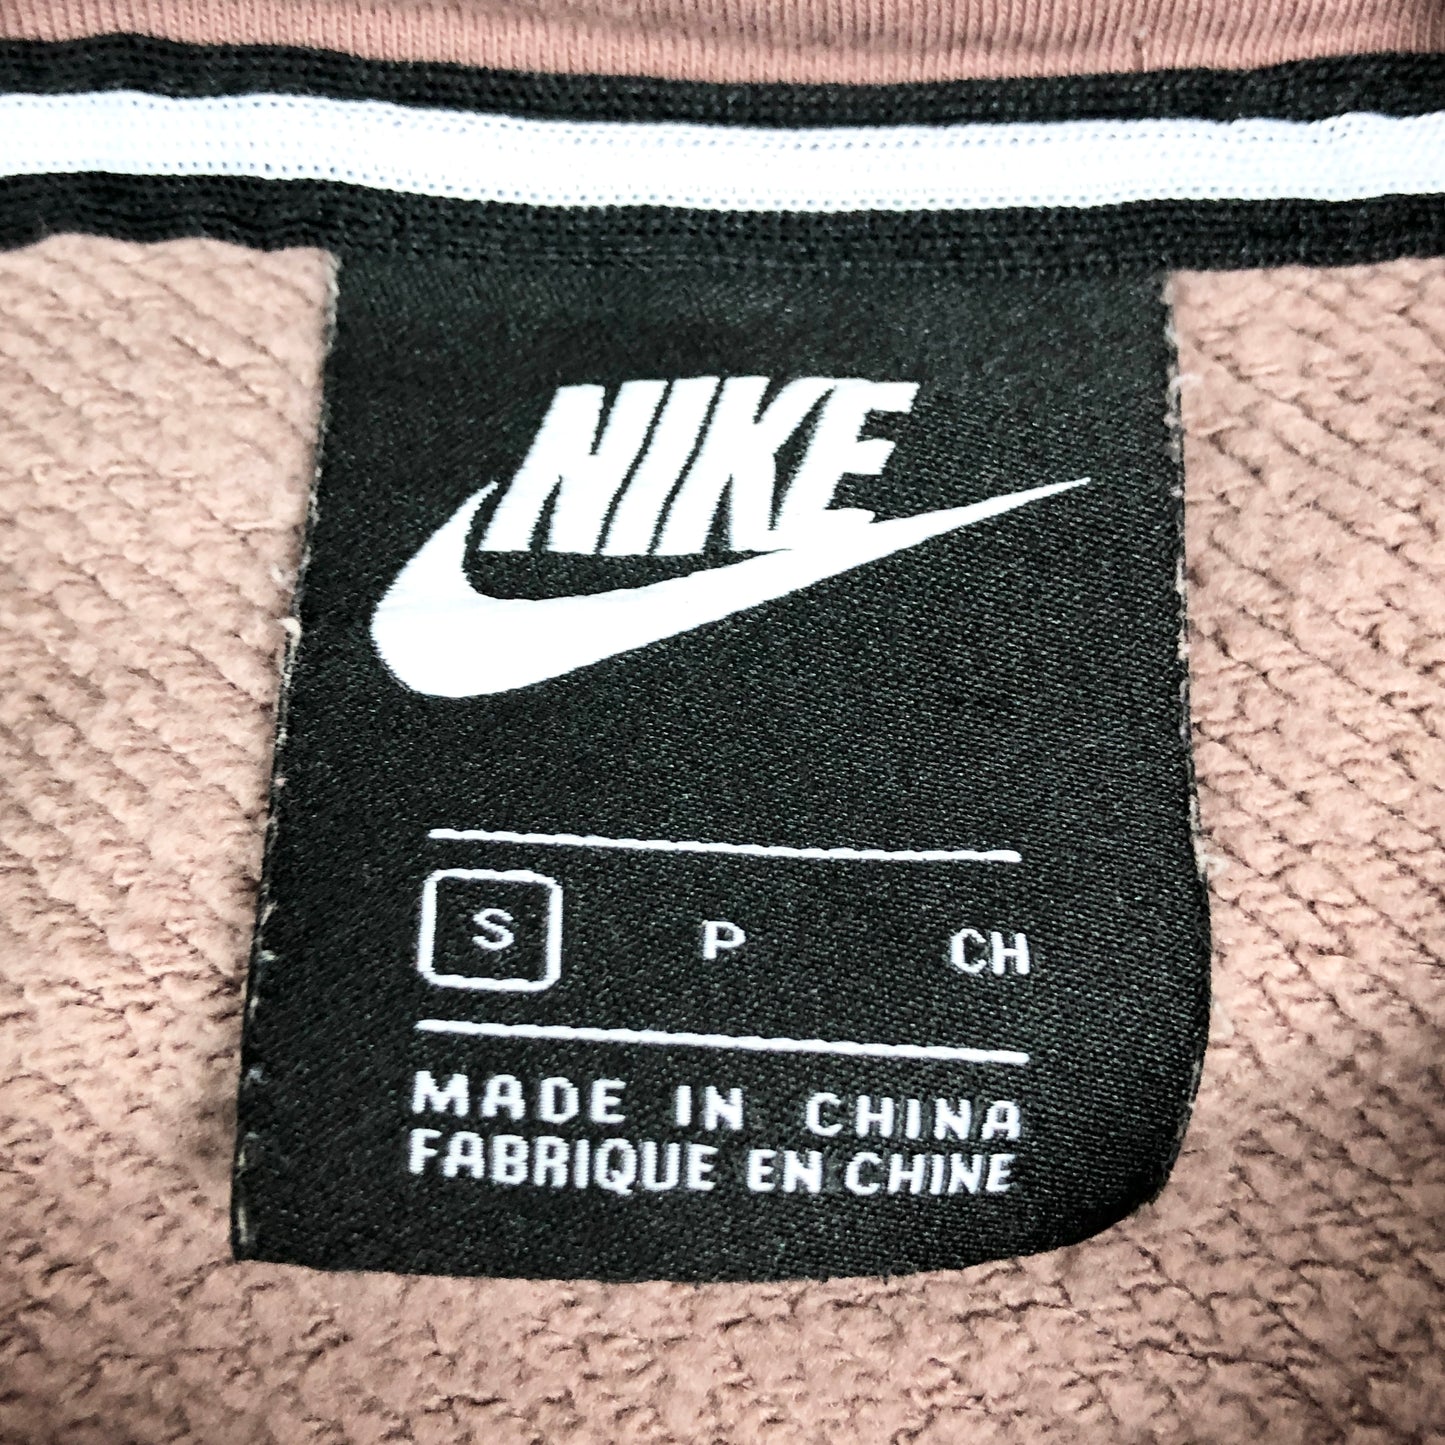 NIKE
S P CH
MADE IN CHINA
FABRIQUE EN CHINE